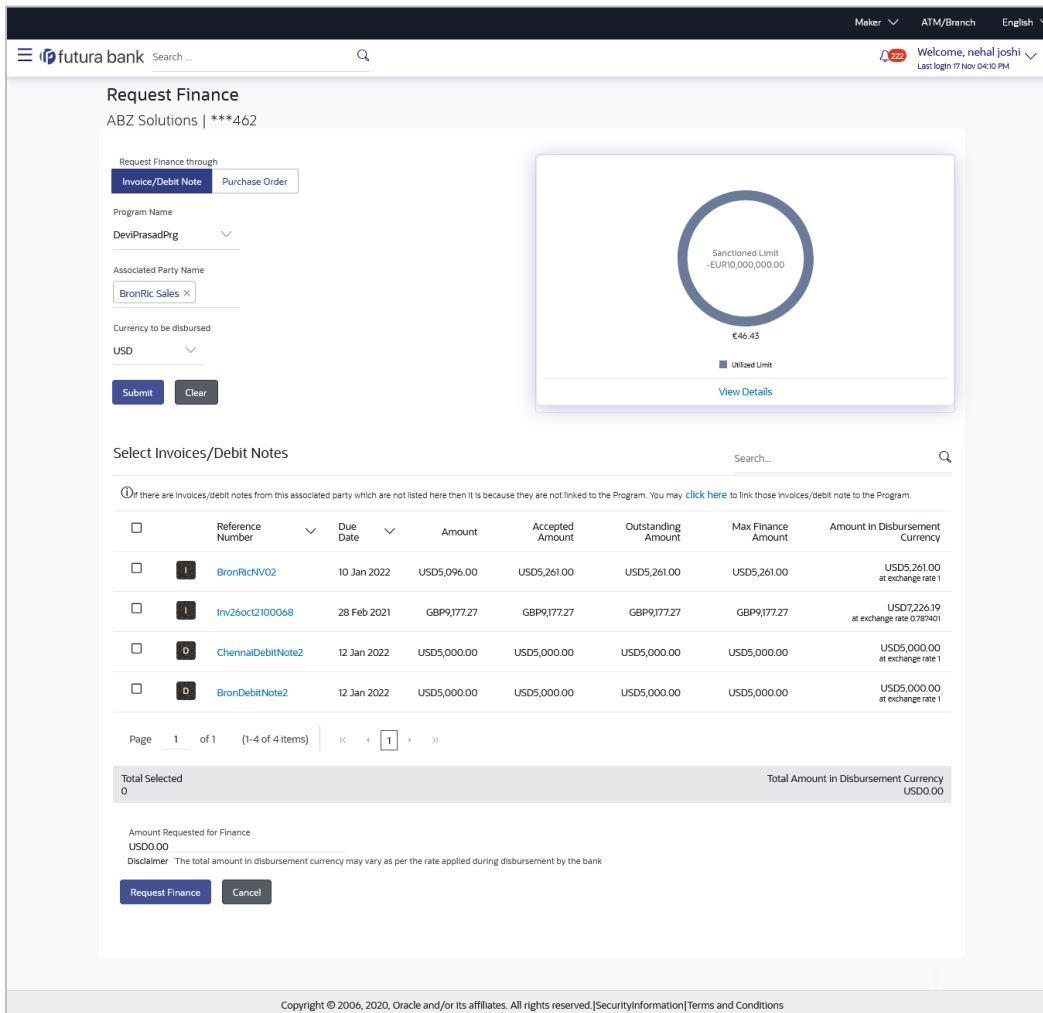 Maker ATM/Branch English
futura bank Search ... 222 Welcome, nehal joshi
Last login 17 Nov 04:10 PM
Request Finance
ABZ Solutions | ***462
Request Finance through
Invoice/Debit Note Purchase Order
Program Name
DeviPrasadPrg
Associated Party Name
BronRic Sales ×
Currency to be disbursed
USD
Submit Clear
Sanctioned Limit
-EUR10,000,000.00
€46.43
Utilized Limit
View Details
Select Invoices/Debit Notes Search...
If there are invoices/debit notes from this associated party which are not listed here then it is because they are not linked to the Program. You may click here to link those invoices/debit note to the Program.
Reference Number Due Date Amount Accepted Amount Outstanding Amount Max Finance Amount Amount in Disbursement Currency
I BronRicNV02 10 Jan 2022 USD5,096.00 USD5,261.00 USD5,261.00 USD5,261.00 USD5,261.00
at exchange rate 1
I Inv26oct2100068 28 Feb 2021 GBP9,177.27 GBP9,177.27 GBP9,177.27 GBP9,177.27 USD7,226.19
at exchange rate 0.787401
D ChennaiDebitNote2 12 Jan 2022 USD5,000.00 USD5,000.00 USD5,000.00 USD5,000.00 USD5,000.00
at exchange rate 1
D BronDebitNote2 12 Jan 2022 USD5,000.00 USD5,000.00 USD5,000.00 USD5,000.00 USD5,000.00
at exchange rate 1
Page 1 of 1 (1-4 of 4 items) 1
Total Selected Total Amount in Disbursement Currency
0 USD0.00
Amount Requested for Finance
USD0.00
Disclaimer The total amount in disbursement currency may vary as per the rate applied during disbursement by the bank
Request Finance Cancel
Copyright © 2006, 2020, Oracle and/or its affiliates. All rights reserved.|SecurityInformation|Terms and Conditions